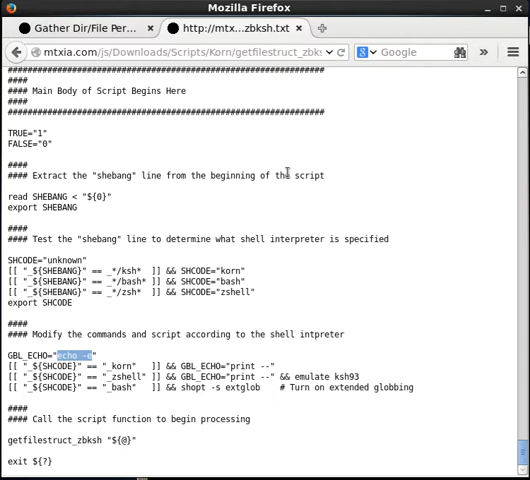 Mozilla Firefox
Gather Dir/File Per...
http://mtx...zbksh.txt
mtxia.com/js/Downloads/Scripts/Korn/getfilestruct_zbks
Google
################################################################
####
#### Main Body of Script Begins Here
####
################################################################
TRUE="1"
FALSE="0"
####
#### Extract the "shebang" line from the beginning of the script
read SHEBANG < "${0}"
export SHEBANG
####
#### Test the "shebang" line to determine what shell interpreter is specified
SHCODE="unknown"
[[ "_${SHEBANG}" == _*/ksh*  ]] && SHCODE="korn"
[[ "_${SHEBANG}" == _*/bash* ]] && SHCODE="bash"
[[ "_${SHEBANG}" == _*/zsh*  ]] && SHCODE="zshell"
export SHCODE
####
#### Modify the commands and script according to the shell intpreter
GBL_ECHO="echo -e"
[[ "_${SHCODE}" == "_korn"   ]] && GBL_ECHO="print --"
[[ "_${SHCODE}" == "_zshell" ]] && GBL_ECHO="print --" && emulate ksh93
[[ "_${SHCODE}" == "_bash"   ]] && shopt -s extglob    # Turn on extended globbing
####
#### Call the script function to begin processing
getfilestruct_zbksh "${@}"
exit ${?}